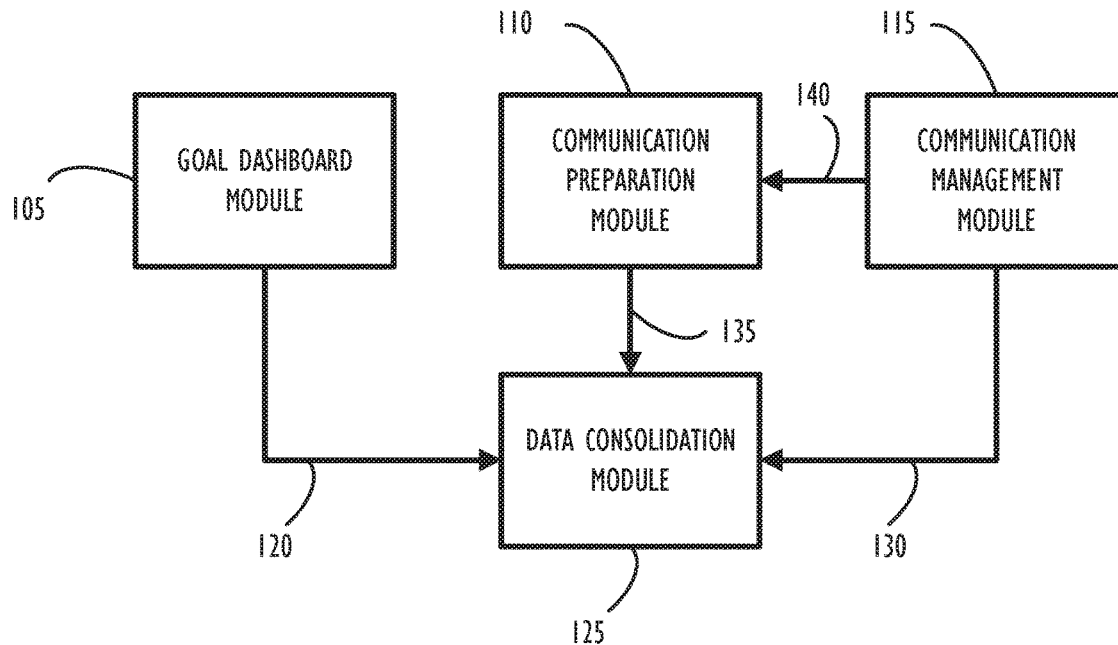 110
115
140
GOAL DASHBOARD
MODULE
COMMUNICATION
PREPARATION
MODULE
COMMUNICATION
MANAGEMENT
MODULE
105
135
DATA CONSOLIDATION
MODULE
120
130
125